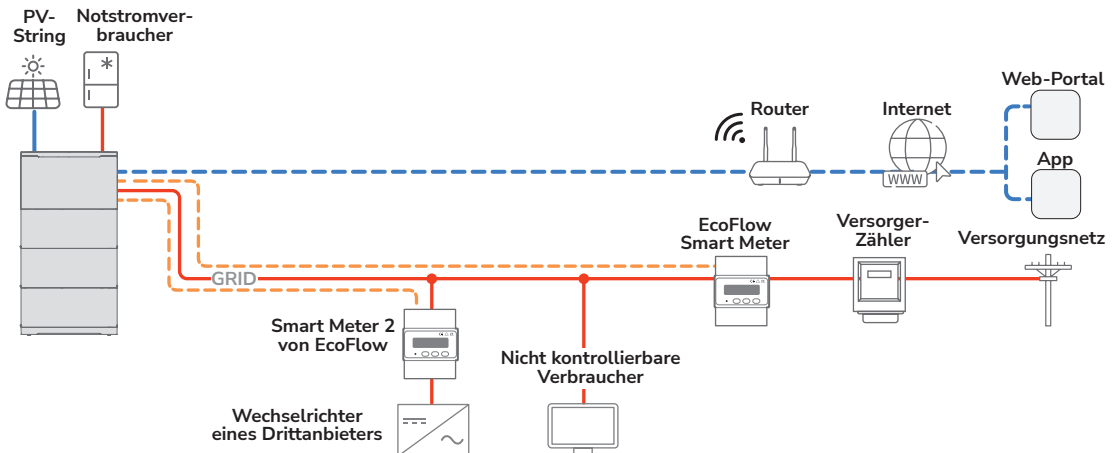 PV-
String
Notstromver-
braucher
Router
Internet
WWW
Web-Portal
App
EcoFlow
Smart Meter
Versorger-
Zähler
Versorgungsnetz
GRID
Smart Meter 2
von EcoFlow
Nicht kontrollierbare
Verbraucher
Wechselrichter
eines Drittanbieters